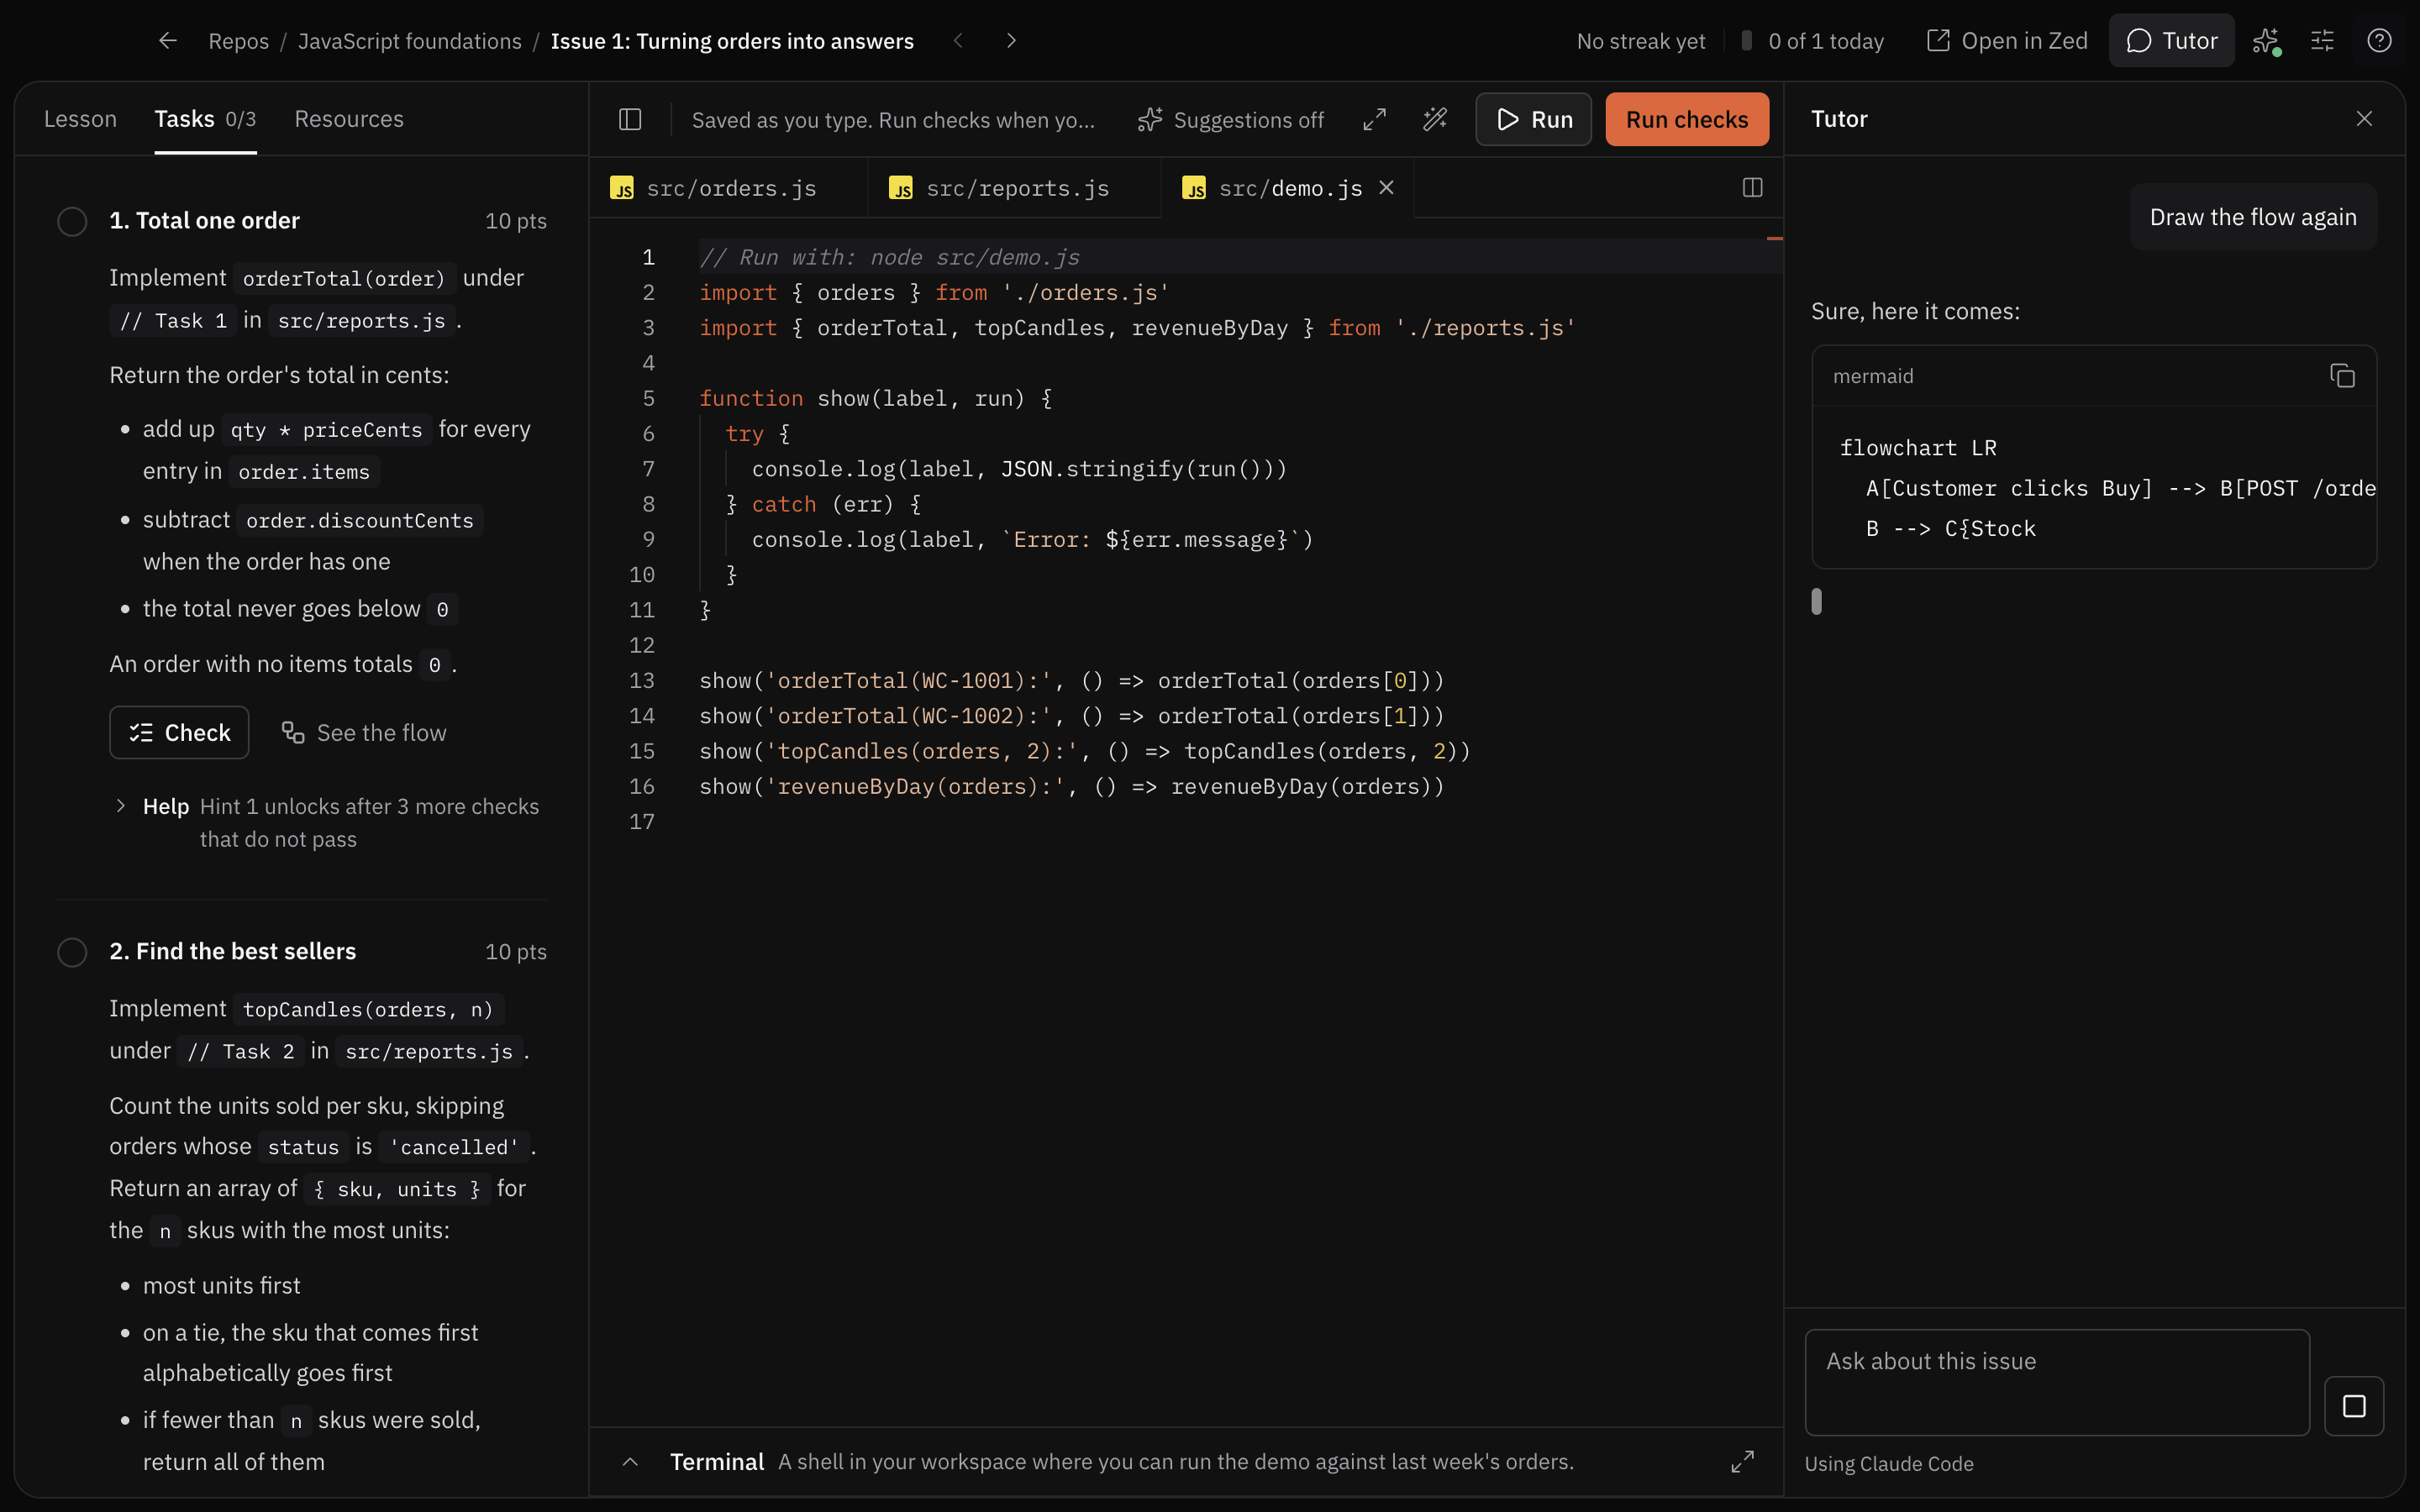 Repos / JavaScript foundations / Issue 1: Turning orders into answers
No streak yet
0 of 1 today
Open in Zed
Tutor
Lesson
Tasks 0/3
Resources
1. Total one order
10 pts
Implement orderTotal(order) under
// Task 1 in src/reports.js.
Return the order's total in cents:
• add up qty * priceCents for every
entry in order.items
• subtract order.discountCents
when the order has one
• the total never goes below 0
An order with no items totals 0.
Check
See the flow
Help Hint 1 unlocks after 3 more checks
that do not pass
2. Find the best sellers
10 pts
Implement topCandles(orders, n)
under // Task 2 in src/reports.js.
Count the units sold per sku, skipping
orders whose status is 'cancelled'.
Return an array of { sku, units } for
the n skus with the most units:
• most units first
• on a tie, the sku that comes first
alphabetically goes first
• if fewer than n skus were sold,
return all of them
Saved as you type. Run checks when yo...
Suggestions off
Run
Run checks
JS src/orders.js
JS src/reports.js
JS src/demo.js
1 // Run with: node src/demo.js
2 import { orders } from './orders.js'
3 import { orderTotal, topCandles, revenueByDay } from './reports.js'
4
5 function show(label, run) {
6   try {
7     console.log(label, JSON.stringify(run()))
8   } catch (err) {
9     console.log(label, `Error: ${err.message}`)
10   }
11 }
12
13 show('orderTotal(WC-1001):', () => orderTotal(orders[0]))
14 show('orderTotal(WC-1002):', () => orderTotal(orders[1]))
15 show('topCandles(orders, 2):', () => topCandles(orders, 2))
16 show('revenueByDay(orders):', () => revenueByDay(orders))
17
Terminal A shell in your workspace where you can run the demo against last week's orders.
Tutor
Draw the flow again
Sure, here it comes:
mermaid
flowchart LR
  A[Customer clicks Buy] --> B[POST /orde
  B --> C{Stock
Ask about this issue
Using Claude Code